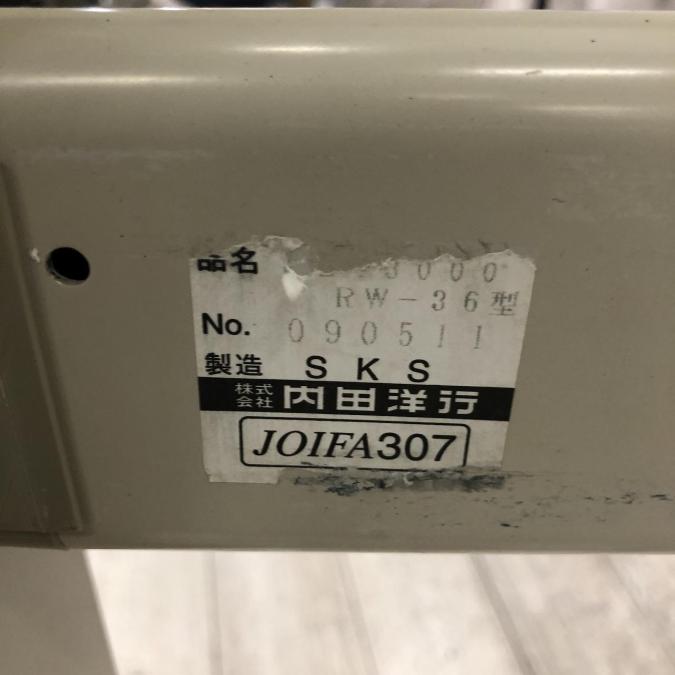 品名
3000
RW-36型
No. 090511
製造 SKS
株式会社 内田洋行
JOIFA307